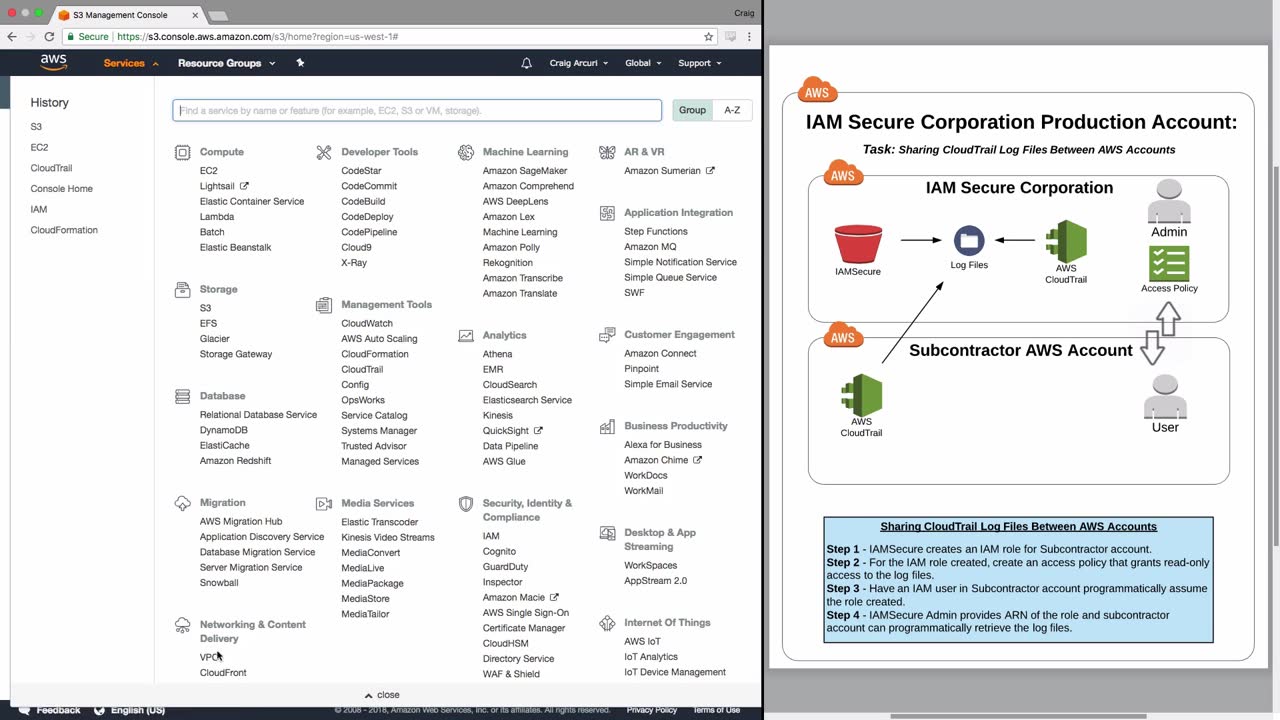 S3 Management Console
Craig
Secure
https://s3.console.aws.amazon.com/s3/home?region=us-west-1#
aws
Services
Resource Groups
Craig Arcuri
Global
Support
History
S3
EC2
CloudTrail
Console Home
IAM
CloudFormation
Find a service by name or feature (for example, EC2, S3 or VM, storage).
Group
A-Z
Compute
EC2
Lightsail
Elastic Container Service
Lambda
Batch
Elastic Beanstalk
Storage
S3
EFS
Glacier
Storage Gateway
Database
Relational Database Service
DynamoDB
ElastiCache
Amazon Redshift
Migration
AWS Migration Hub
Application Discovery Service
Database Migration Service
Server Migration Service
Snowball
Networking & Content
Delivery
VPC
CloudFront
Developer Tools
CodeStar
CodeCommit
CodeBuild
CodeDeploy
CodePipeline
Cloud9
X-Ray
Management Tools
CloudWatch
AWS Auto Scaling
CloudFormation
CloudTrail
Config
OpsWorks
Service Catalog
Systems Manager
Trusted Advisor
Managed Services
Media Services
Elastic Transcoder
Kinesis Video Streams
MediaConvert
MediaLive
MediaPackage
MediaStore
MediaTailor
Machine Learning
Amazon SageMaker
Amazon Comprehend
AWS DeepLens
Amazon Lex
Machine Learning
Amazon Polly
Rekognition
Amazon Transcribe
Amazon Translate
Analytics
Athena
EMR
CloudSearch
Elasticsearch Service
Kinesis
QuickSight
Data Pipeline
AWS Glue
Security, Identity &
Compliance
IAM
Cognito
GuardDuty
Inspector
Amazon Macie
AWS Single Sign-On
Certificate Manager
CloudHSM
Directory Service
WAF & Shield
AR & VR
Amazon Sumerian
Application Integration
Step Functions
Amazon MQ
Simple Notification Service
Simple Queue Service
SWF
Customer Engagement
Amazon Connect
Pinpoint
Simple Email Service
Business Productivity
Alexa for Business
Amazon Chime
WorkDocs
WorkMail
Desktop & App
Streaming
WorkSpaces
AppStream 2.0
Internet Of Things
AWS IoT
IoT Analytics
IoT Device Management
close
Feedback
English (US)
© 2008 - 2018, Amazon Web Services, Inc. or its affiliates. All rights reserved.
Privacy Policy
Terms of Use
AWS
IAM Secure Corporation Production Account:
Task: Sharing CloudTrail Log Files Between AWS Accounts
AWS
IAM Secure Corporation
IAMSecure
Log Files
AWS
CloudTrail
Admin
Access Policy
AWS
Subcontractor AWS Account
AWS
CloudTrail
User
Sharing CloudTrail Log Files Between AWS Accounts
Step 1 - IAMSecure creates an IAM role for Subcontractor account.
Step 2 - For the IAM role created, create an access policy that grants read-only
access to the log files.
Step 3 - Have an IAM user in Subcontractor account programmatically assume
the role created.
Step 4 - IAMSecure Admin provides ARN of the role and subcontractor
account can programmatically retrieve the log files.